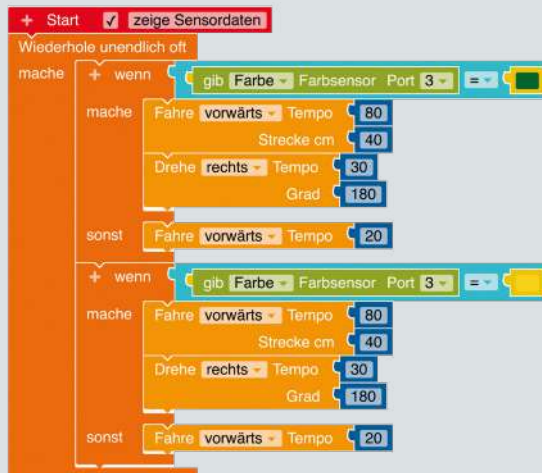 + Start ✓ zeige Sensordaten
Wiederhole unendlich oft
mache + wenn gib Farbe Farbsensor Port 3 =
mache Fahre vorwärts Tempo 80
Strecke cm 40
Drehe rechts Tempo 30
Grad 180
sonst Fahre vorwärts Tempo 20
+ wenn gib Farbe Farbsensor Port 3 =
mache Fahre vorwärts Tempo 80
Strecke cm 40
Drehe rechts Tempo 30
Grad 180
sonst Fahre vorwärts Tempo 20